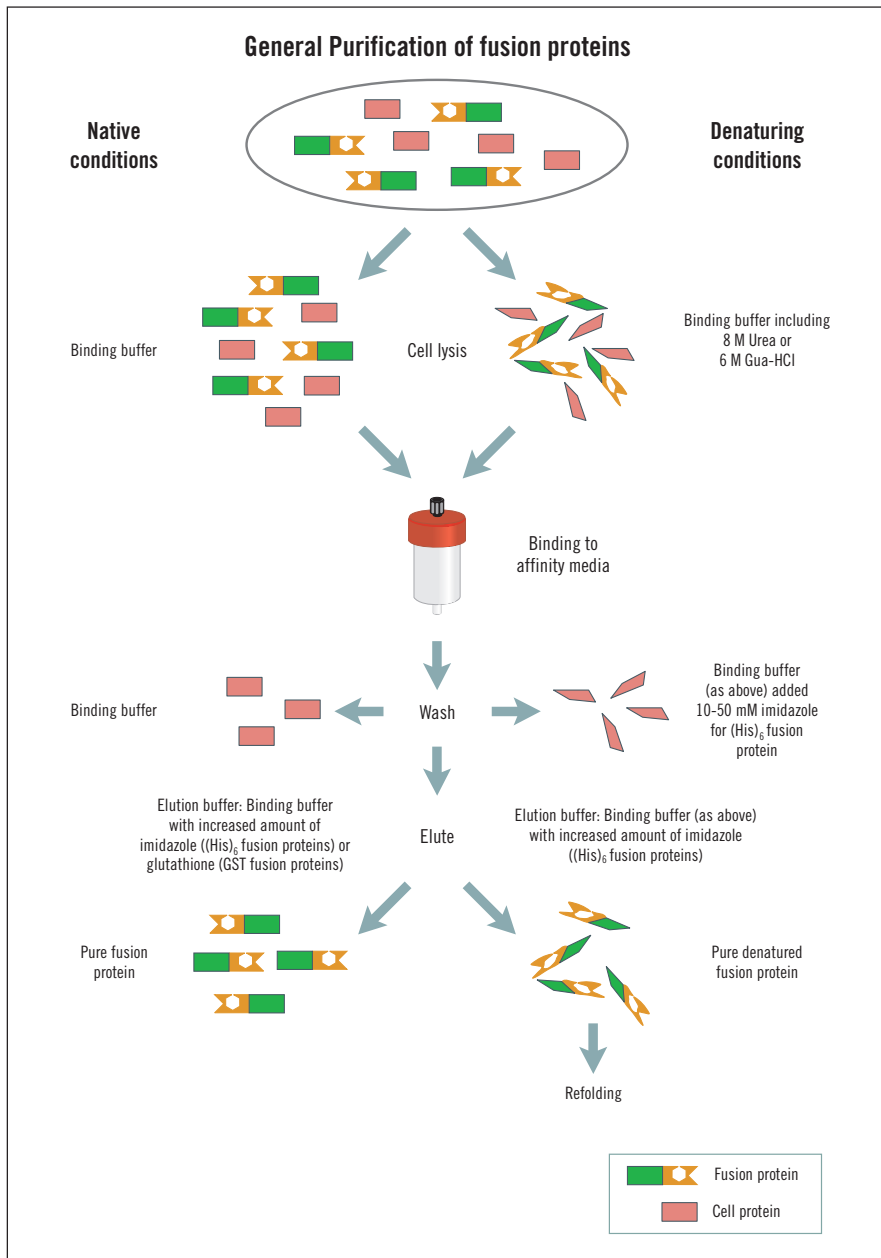 General Purification of fusion proteins
Native
conditions
Denaturing
conditions
Binding buffer
Cell lysis
Binding buffer including
8 M Urea or
6 M Gua-HCl
Binding to
affinity media
Binding buffer
Wash
Binding buffer
(as above) added
10-50 mM imidazole
for (His)₆ fusion
protein
Elution buffer: Binding buffer
with increased amount of
imidazole ((His)₆ fusion proteins) or
glutathione (GST fusion proteins)
Elute
Elution buffer: Binding buffer (as above)
with increased amount of imidazole
((His)₆ fusion proteins)
Pure fusion
protein
Pure denatured
fusion protein
Refolding
Fusion protein
Cell protein